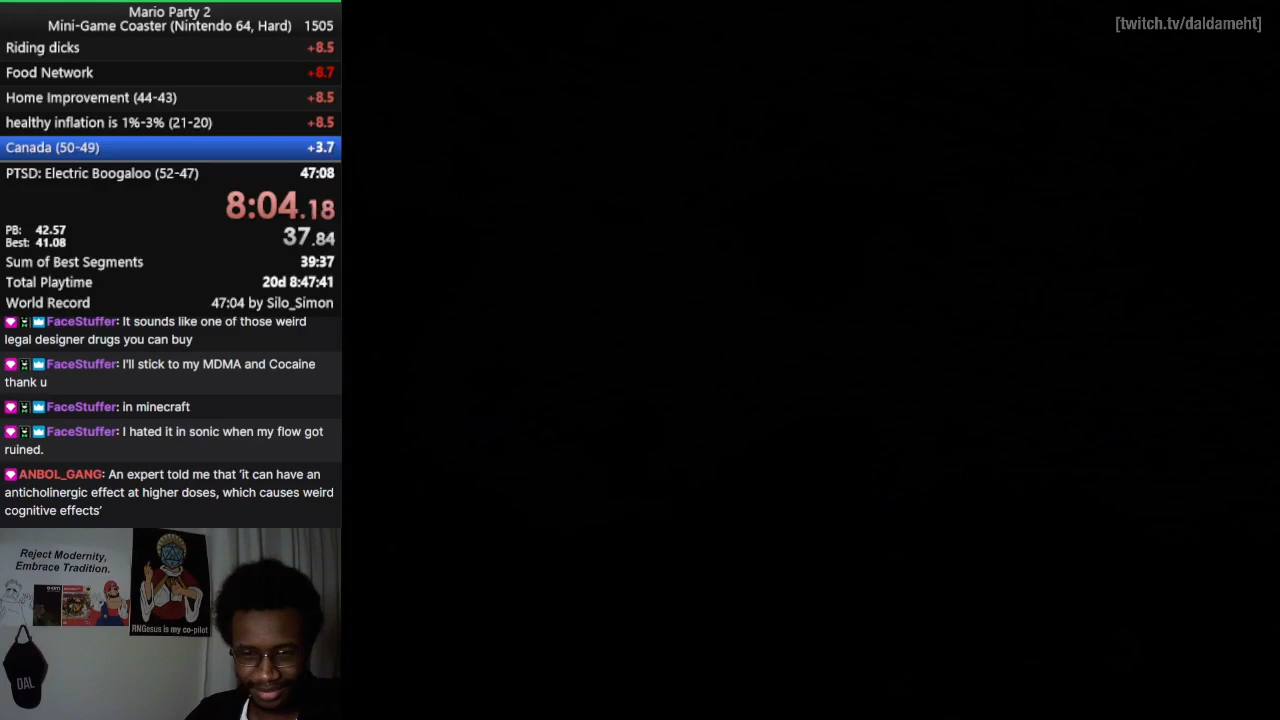 Mario Party 2
Mini-Game Coaster (Nintendo 64, Hard) 1505
Riding dicks +8.5
Food Network +8.7
Home Improvement (44-43) +8.5
healthy inflation is 1%-3% (21-20) +8.5
Canada (50-49) +3.7
PTSD: Electric Boogaloo (52-47) 47:08
8:04.18
PB: 42.57
Best: 41.08
37.84
Sum of Best Segments 39:37
Total Playtime 20d 8:47:41
World Record 47:04 by Silo_Simon
FaceStuffer: It sounds like one of those weird
legal designer drugs you can buy
FaceStuffer: I'll stick to my MDMA and Cocaine
thank u
FaceStuffer: in minecraft
FaceStuffer: I hated it in sonic when my flow got
ruined.
ANBOL_GANG: An expert told me that ‘it can have an
anticholinergic effect at higher doses, which causes weird
cognitive effects’
Reject Modernity,
Embrace Tradition.
RNGesus is my co-pilot
DAL
[twitch.tv/daldameht]